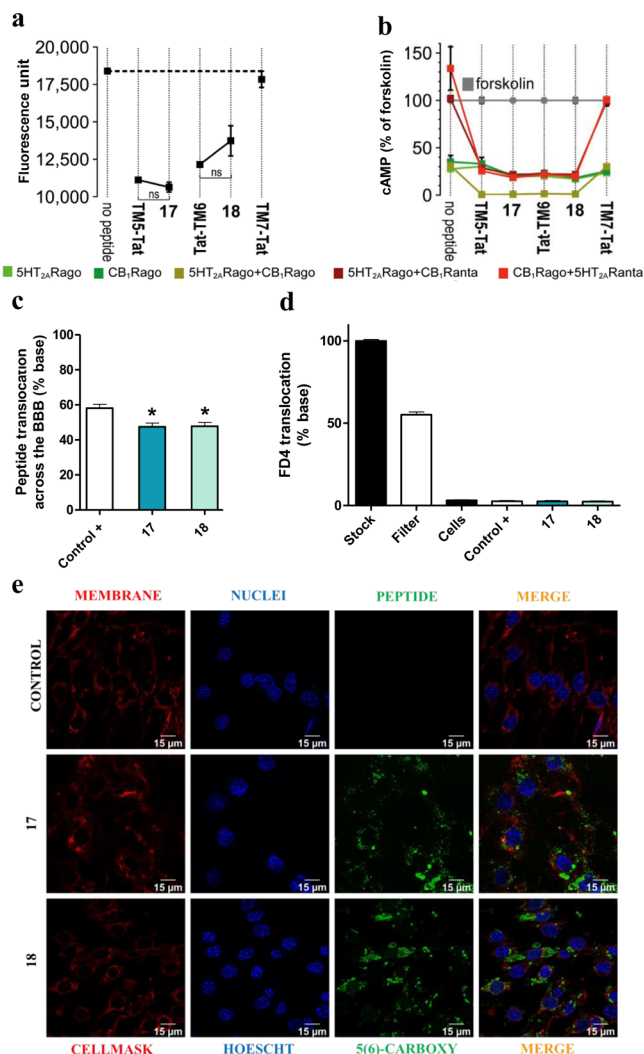 a
Fluorescence unit
20,000
17,500
15,000
12,500
10,000
ns
ns
no peptide
TM5-Tat
17
Tat-TM6
18
TM7-Tat
b
cAMP (% of forskolin)
150
100
50
0
forskolin
no peptide
TM5-Tat
17
Tat-TM6
18
TM7-Tat
5HT2ARago CB1Rago 5HT2ARago+CB1Rago 5HT2ARago+CB1Ranta CB1Rago+5HT2ARanta
c
Peptide translocation
across the BBB (% base)
100
80
60
40
20
0
* *
Control + 17 18
d
FD4 translocation
(% base)
100
50
0
Stock Filter Cells Control + 17 18
e
MEMBRANE NUCLEI PEPTIDE MERGE
CONTROL
15 µm 15 µm 15 µm 15 µm
17
15 µm 15 µm 15 µm 15 µm
18
15 µm 15 µm 15 µm 15 µm
CELLMASK HOESCHT 5(6)-CARBOXY MERGE